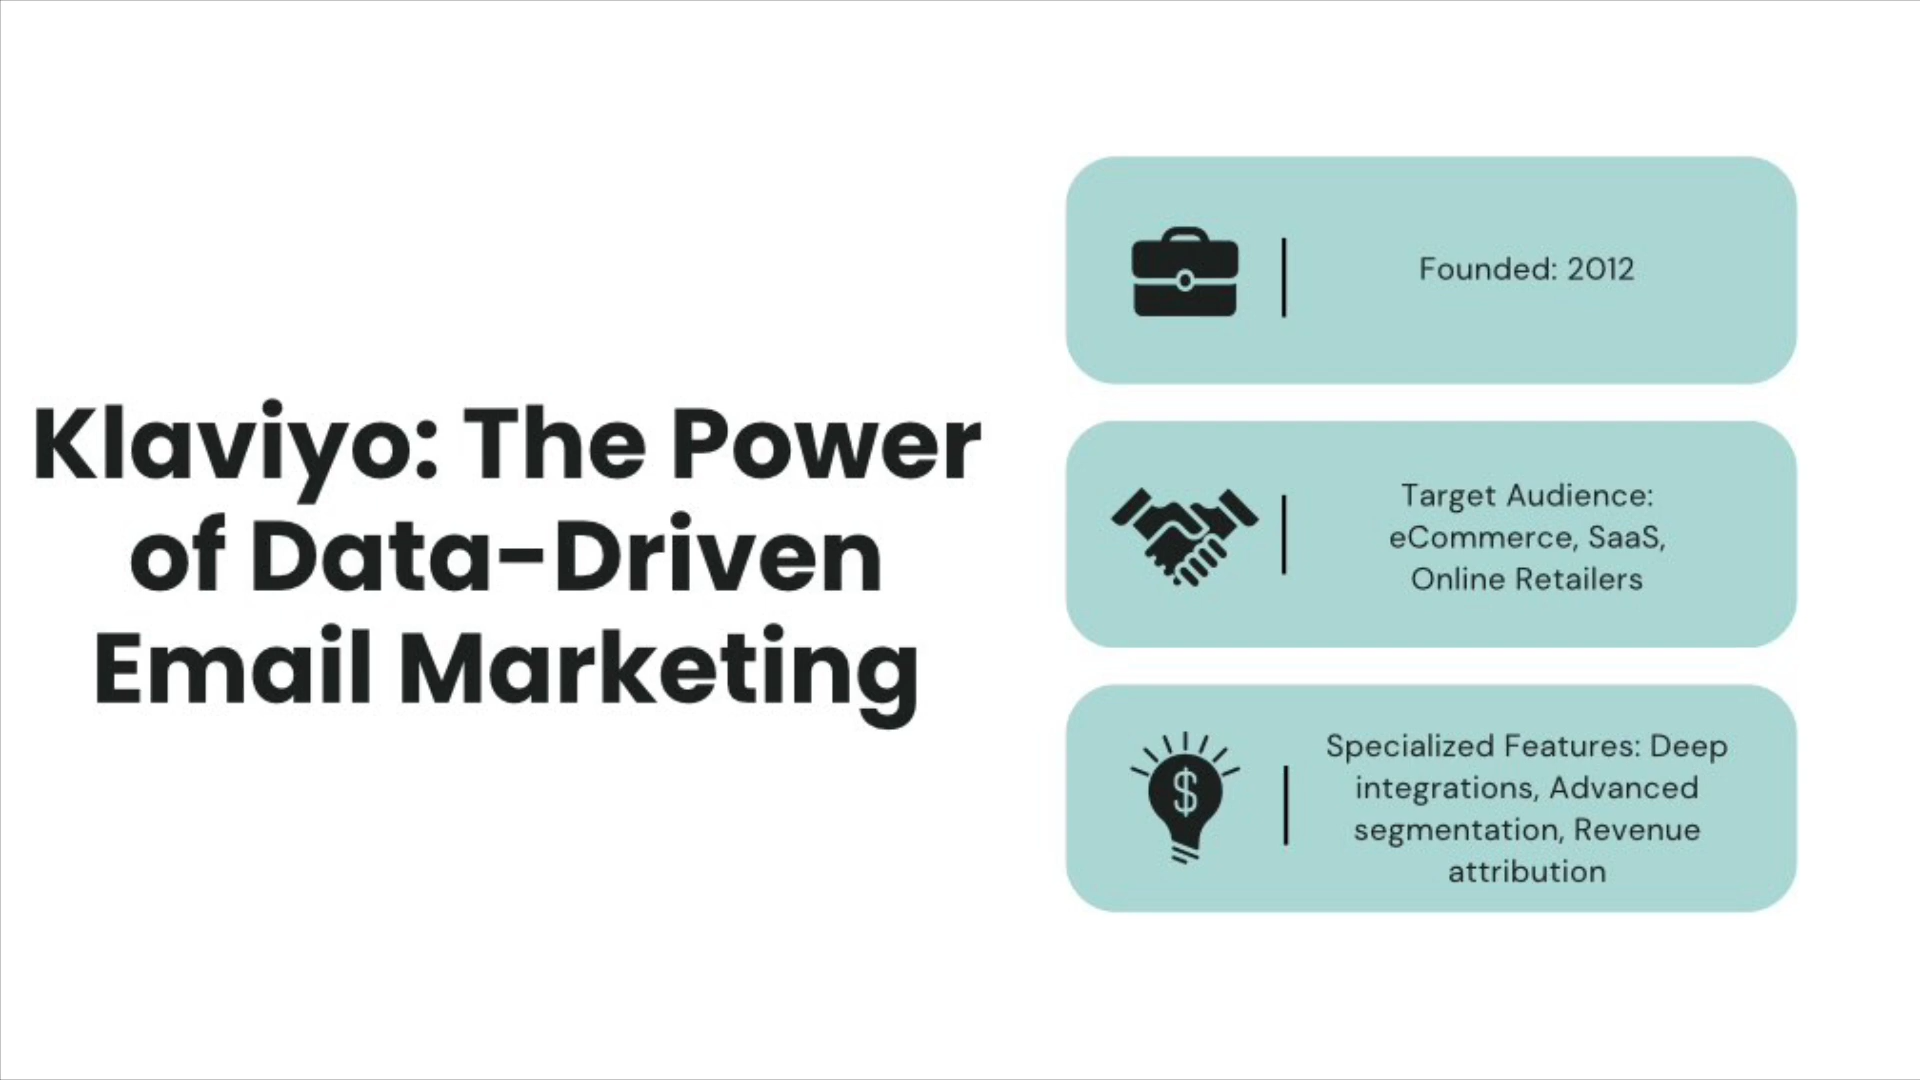 Klaviyo: The Power
of Data-Driven
Email Marketing
Founded: 2012
Target Audience:
eCommerce, SaaS,
Online Retailers
Specialized Features: Deep
integrations, Advanced
segmentation, Revenue
attribution